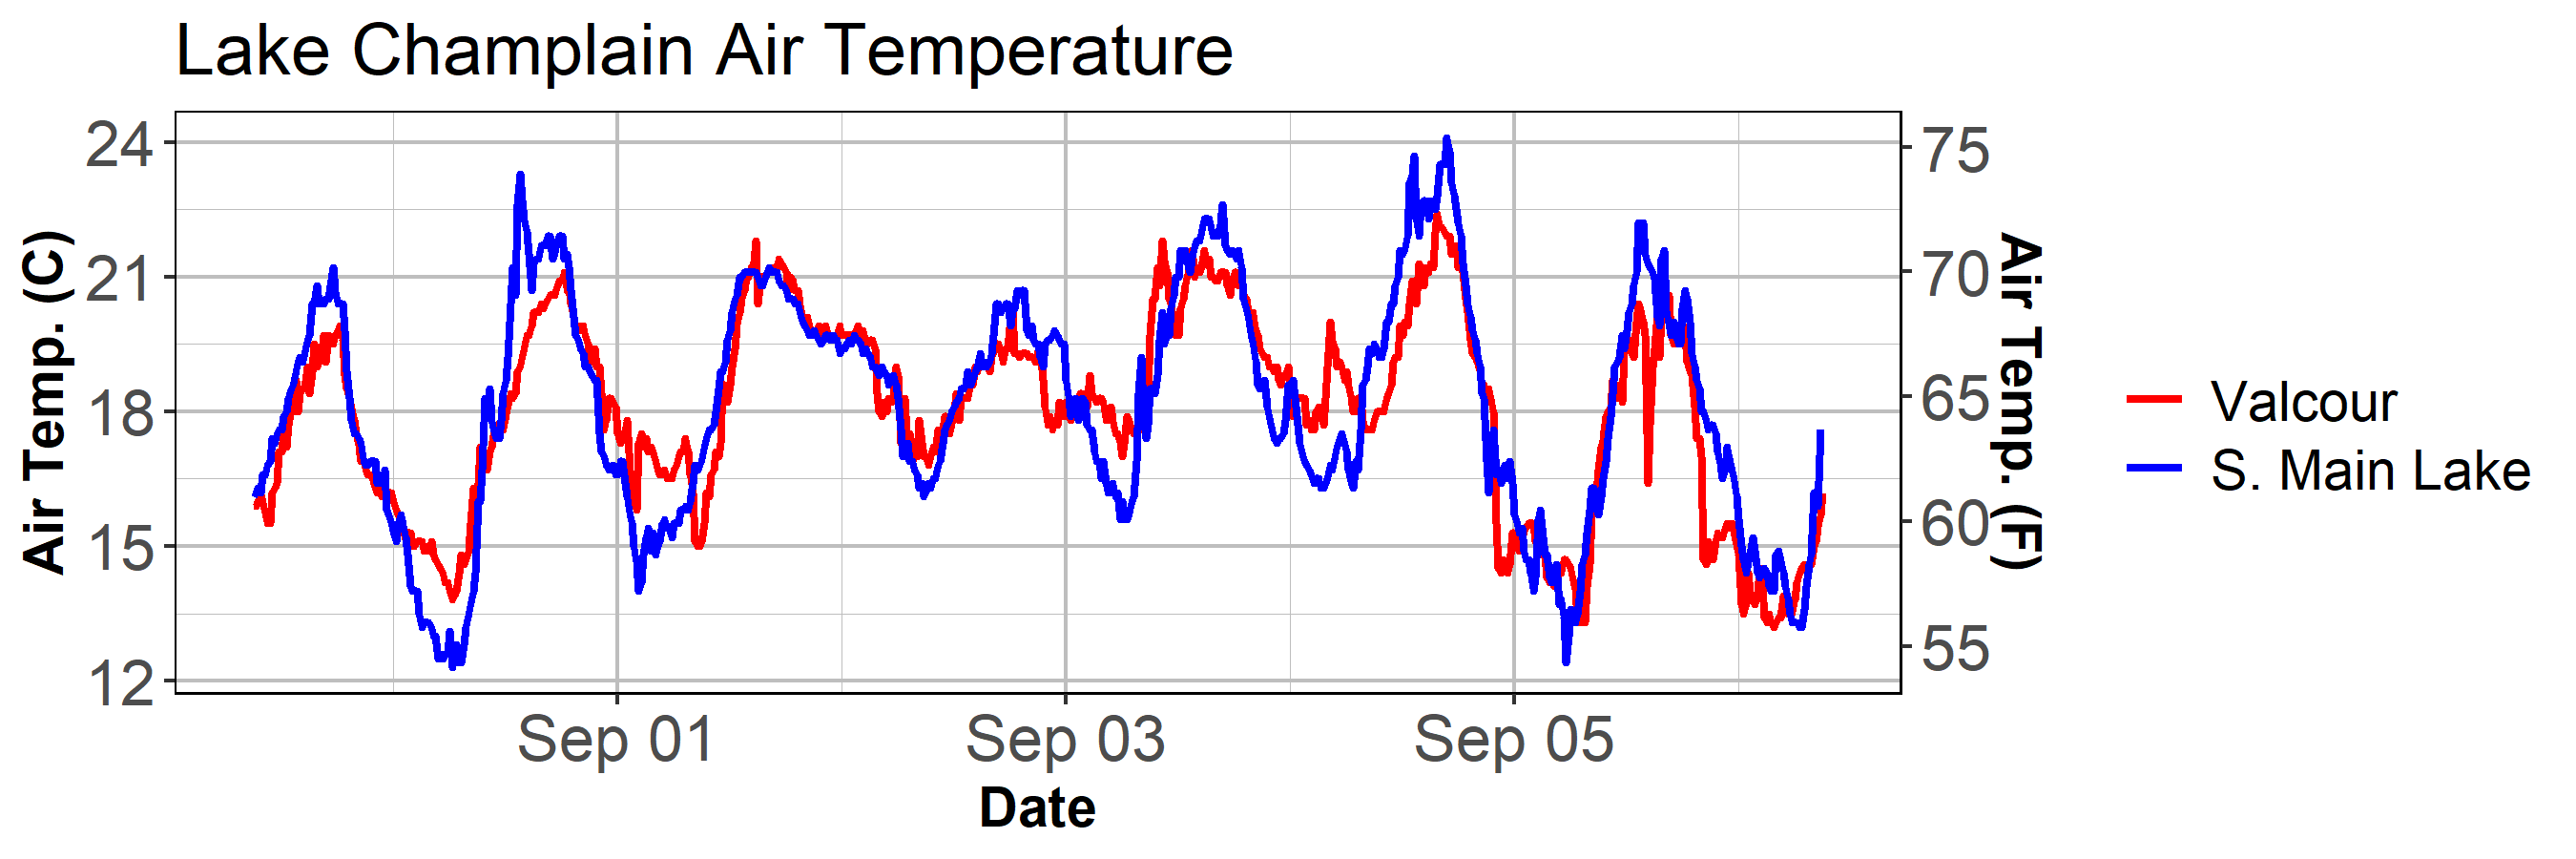 Lake Champlain Air Temperature
Air Temp. (C)
24
21
18
15
12
75
70
65
60
55
Air Temp. (F)
Sep 01
Sep 03
Sep 05
Date
Valcour
S. Main Lake